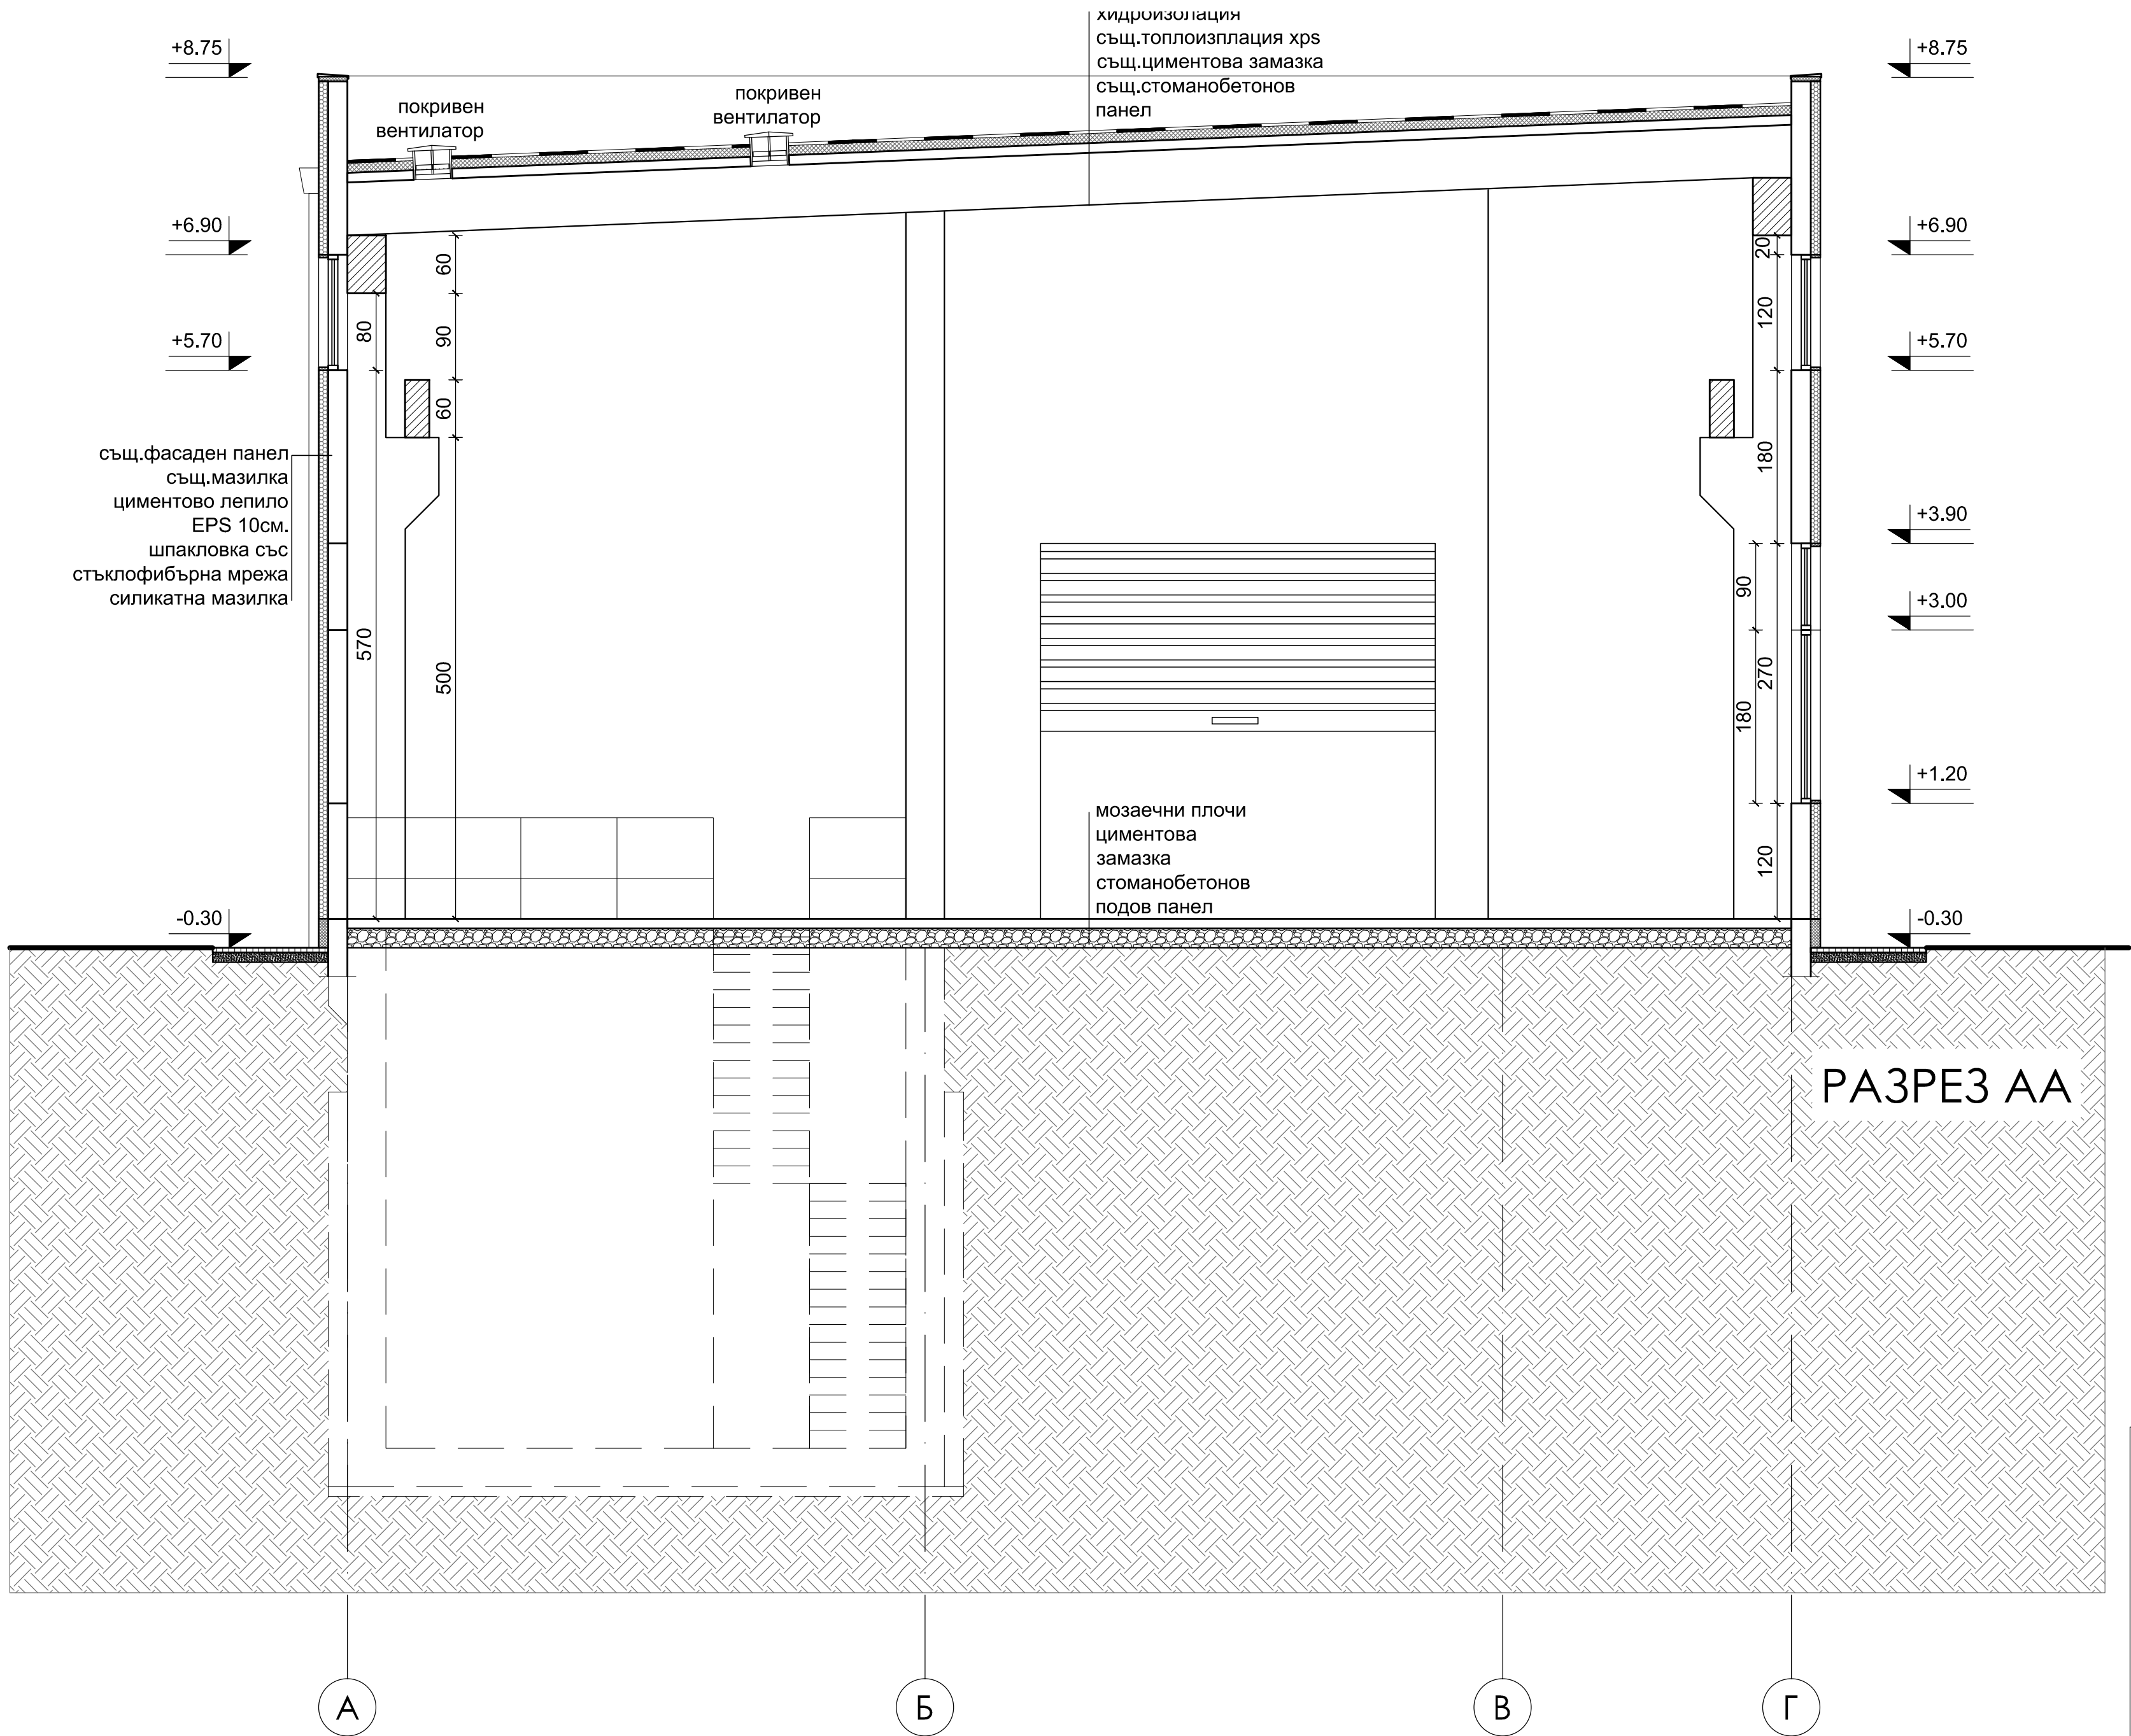 хидроизолация
същ.топлоизплация xps
същ.циментова замазка
същ.стоманобетонов
панел
+8.75
+8.75
покривен
вентилатор
покривен
вентилатор
+6.90
+6.90
60
20
80
90
120
+5.70
+5.70
60
180
същ.фасаден панел
същ.мазилка
циментово лепило
EPS 10см.
шпакловка със
стъклофибърна мрежа
силикатна мазилка
+3.90
90
+3.00
570
500
270
180
+1.20
120
мозаечни плочи
циментова
замазка
стоманобетонов
подов панел
-0.30
-0.30
РАЗРЕЗ АА
А
Б
В
Г